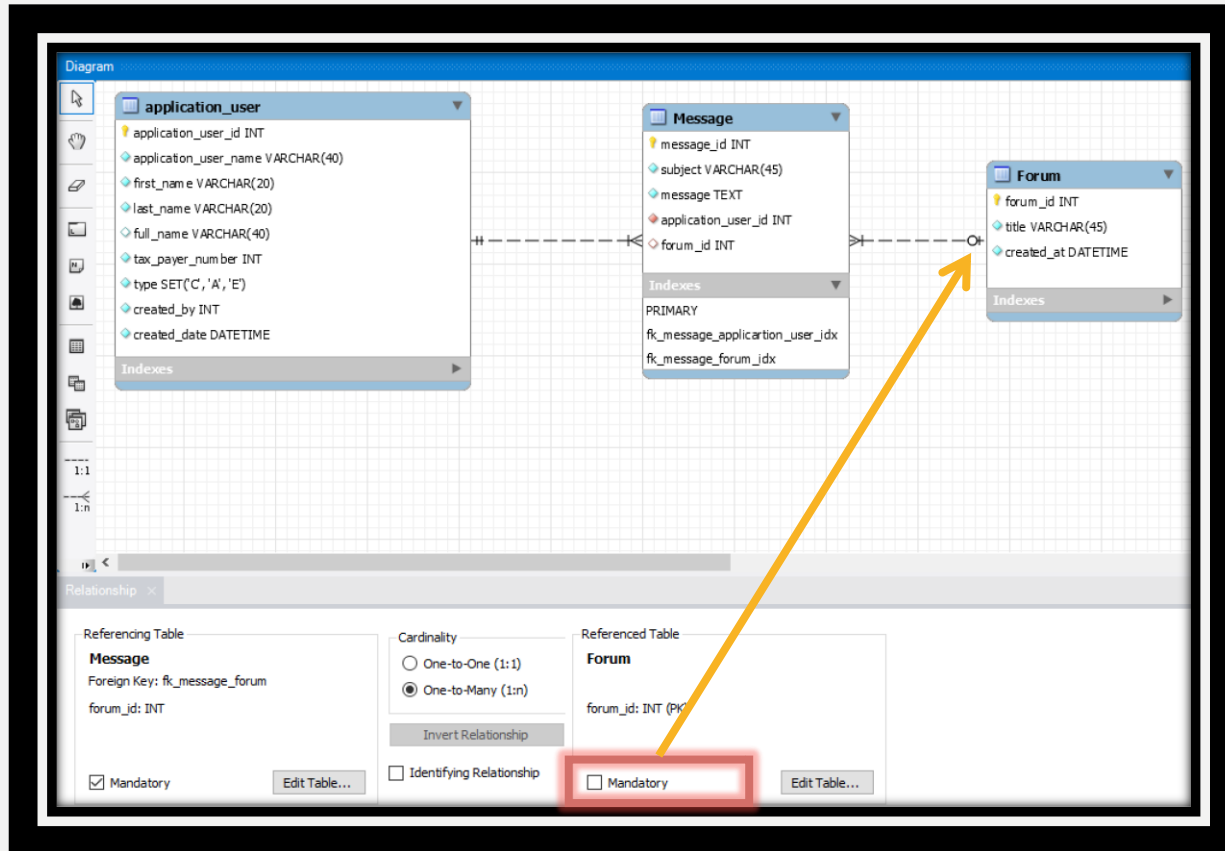 Diagram
application_user
application_user_id INT
application_user_name VARCHAR(40)
first_name VARCHAR(20)
last_name VARCHAR(20)
full_name VARCHAR(40)
tax_payer_number INT
type SET('C', 'A', 'E')
created_by INT
created_date DATETIME
Indexes
Message
message_id INT
subject VARCHAR(45)
message TEXT
application_user_id INT
forum_id INT
Indexes
PRIMARY
fk_message_applicartion_user_idx
fk_message_forum_idx
Forum
forum_id INT
title VARCHAR(45)
created_at DATETIME
Indexes
1:1
1:n
Relationship
Referencing Table
Message
Foreign Key: fk_message_forum
forum_id: INT
Mandatory
Edit Table...
Cardinality
One-to-One (1:1)
One-to-Many (1:n)
Invert Relationship
Identifying Relationship
Referenced Table
Forum
forum_id: INT (PK)
Mandatory
Edit Table...